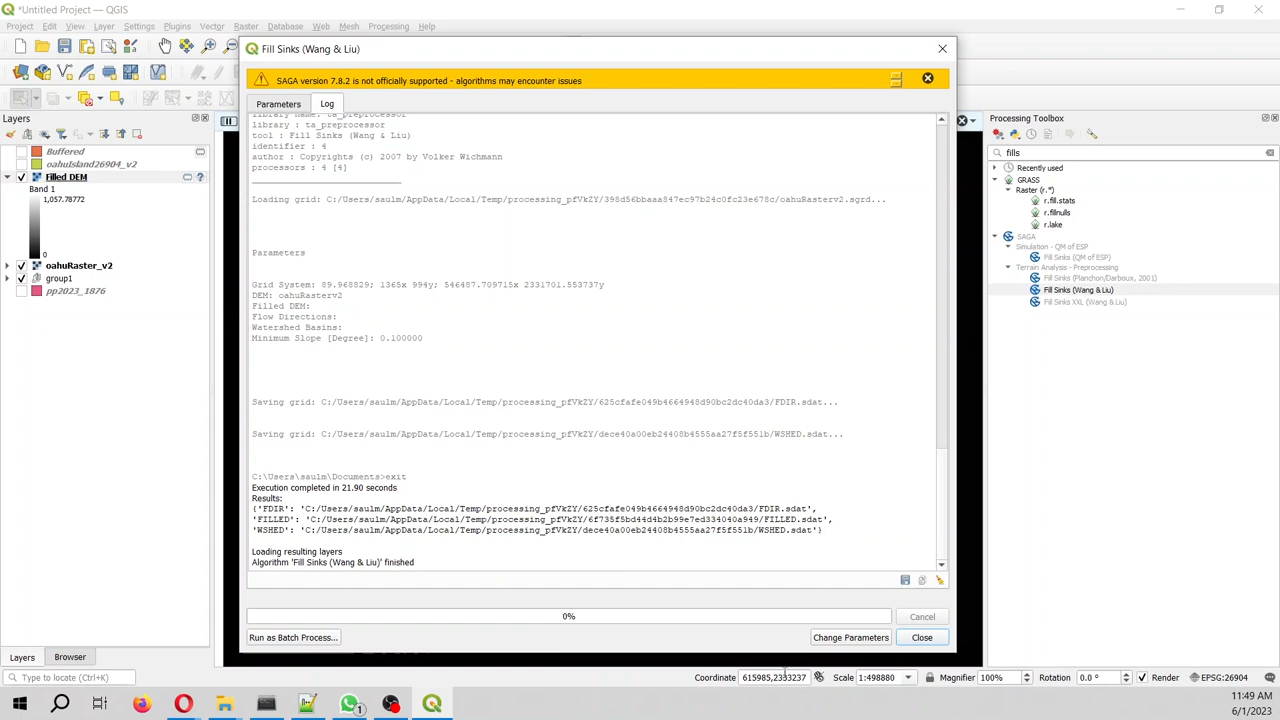 *Untitled Project — QGIS
Project Edit View Layer Settings Plugins Vector Raster Database Web Mesh Processing Help
Fill Sinks (Wang & Liu)
SAGA version 7.8.2 is not officially supported - algorithms may encounter issues
Parameters Log
library name: ta_preprocessor
library : ta_preprocessor
tool : Fill Sinks (Wang & Liu)
identifier : 4
author : Copyrights (c) 2007 by Volker Wichmann
processors : 4 [4]
Loading grid: C:/Users/saulm/AppData/Local/Temp/processing_pfVkZY/398d56bbaaa847ec97b24c0fc23e678c/oahuRasterv2.sgrd...
Parameters
Grid System: 89.968829; 1365x 994y; 546487.709715x 2331701.553737y
DEM: oahuRasterv2
Filled DEM:
Flow Directions:
Watershed Basins:
Minimum Slope [Degree]: 0.100000
Saving grid: C:/Users/saulm/AppData/Local/Temp/processing_pfVkZY/625cfafe049b4664948d90bc2dc40da3/FDIR.sdat...
Saving grid: C:/Users/saulm/AppData/Local/Temp/processing_pfVkZY/dece40a00eb24408b4555aa27f5f551b/WSHED.sdat...
C:\Users\saulm\Documents>exit
Execution completed in 21.90 seconds
Results:
{'FDIR': 'C:/Users/saulm/AppData/Local/Temp/processing_pfVkZY/625cfafe049b4664948d90bc2dc40da3/FDIR.sdat',
'FILLED': 'C:/Users/saulm/AppData/Local/Temp/processing_pfVkZY/6f735f5bd44d4b2b99e7ed334040a949/FILLED.sdat',
'WSHED': 'C:/Users/saulm/AppData/Local/Temp/processing_pfVkZY/dece40a00eb24408b4555aa27f5f551b/WSHED.sdat'}
Loading resulting layers
Algorithm 'Fill Sinks (Wang & Liu)' finished
0%
Cancel
Run as Batch Process... Change Parameters Close
Layers
Buffered
oahuIsland26904_v2
Filled DEM
Band 1
1,057.78772
0
oahuRaster_v2
group1
pp2023_1876
Layers Browser
Processing Toolbox
fills
Recently used
GRASS
Raster (r.*)
r.fill.stats
r.fillnulls
r.lake
SAGA
Simulation - QM of ESP
Fill Sinks (QM of ESP)
Terrain Analysis - Preprocessing
Fill Sinks (Planchon/Darboux, 2001)
Fill Sinks (Wang & Liu)
Fill Sinks XXL (Wang & Liu)
Type to locate (Ctrl+K) Coordinate 615985,2333237 Scale 1:498880 Magnifier 100% Rotation 0.0 ° Render EPSG:26904
1
11:49 AM
6/1/2023